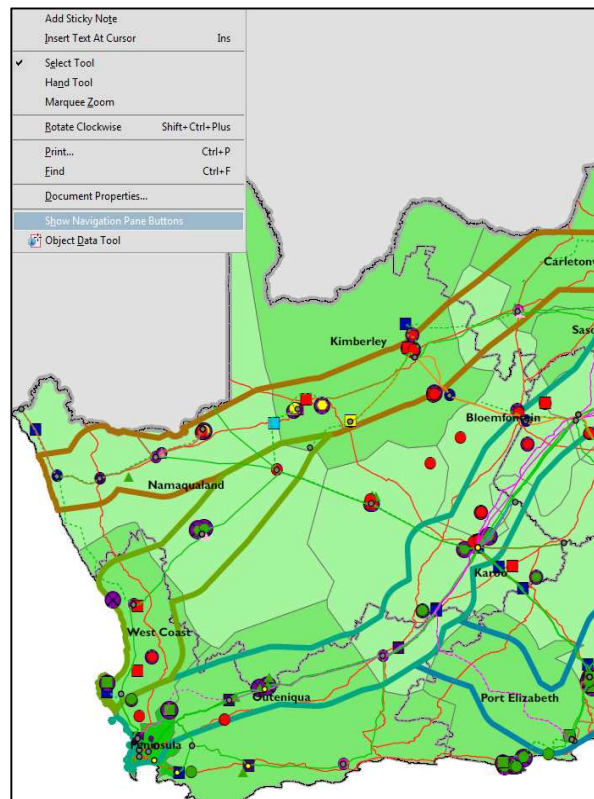 Add Sticky Note
Insert Text At Cursor Ins
Select Tool
Hand Tool
Marquee Zoom
Rotate Clockwise Shift+Ctrl+Plus
Print... Ctrl+P
Find Ctrl+F
Document Properties...
Show Navigation Pane Buttons
Object Data Tool
Carletonv
Kimberley
Saso
Bloemfontein
Namaqualand
Karoo
West Coast
Outeniqua
Port Elizabeth
Peninsula